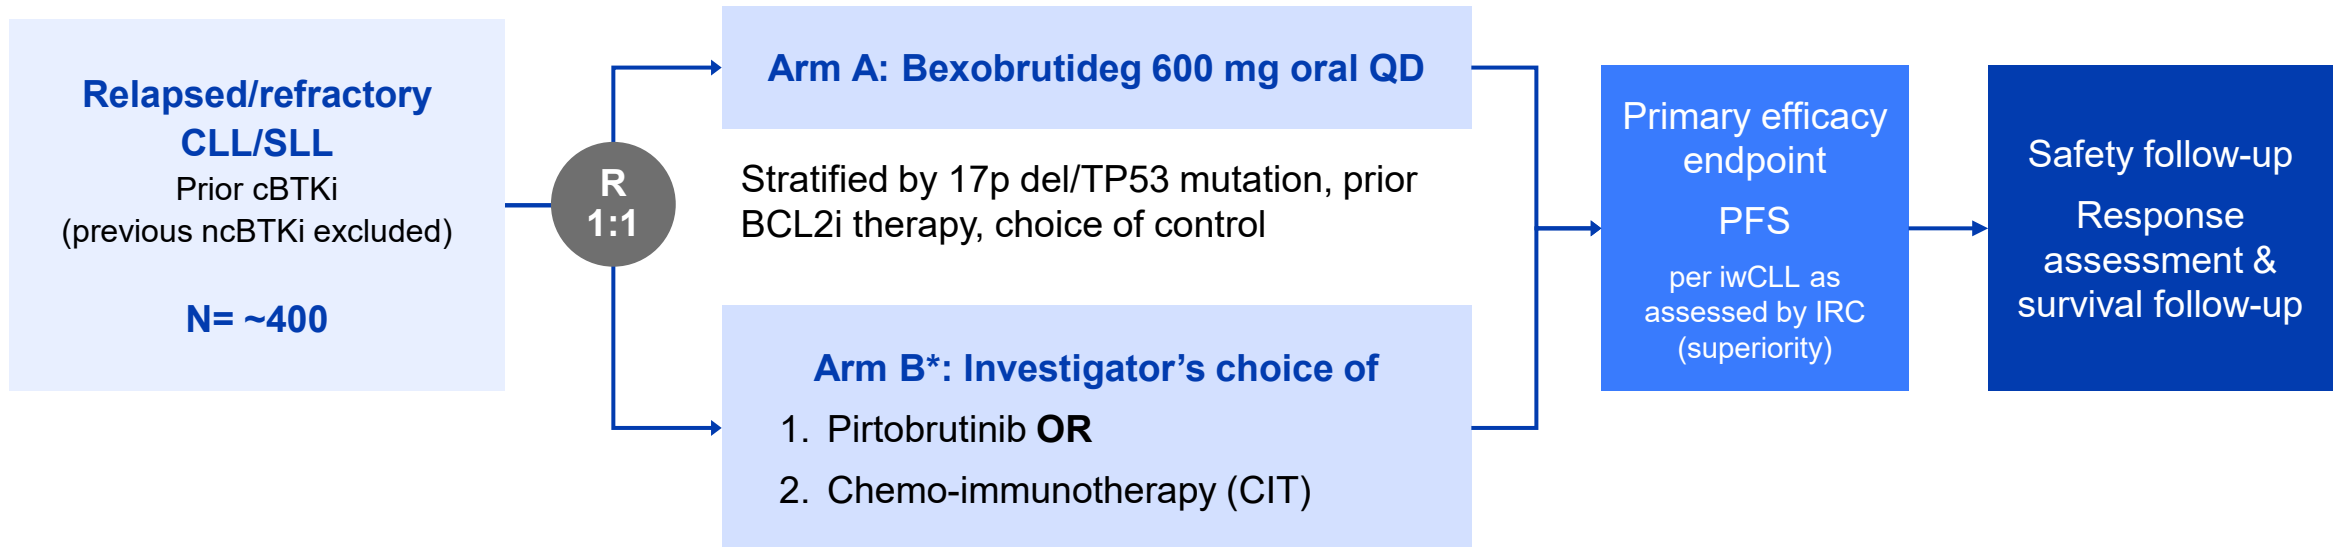 Relapsed/refractory
CLL/SLL
Prior cBTKi
(previous ncBTKi excluded)
N= ~400
R
1:1
Arm A: Bexobrutideg 600 mg oral QD
Stratified by 17p del/TP53 mutation, prior
BCL2i therapy, choice of control
Arm B*: Investigator’s choice of
1. Pirtobrutinib OR
2. Chemo-immunotherapy (CIT)
Primary efficacy
endpoint
PFS
per iwCLL as
assessed by IRC
(superiority)
Safety follow-up
Response
assessment &
survival follow-up